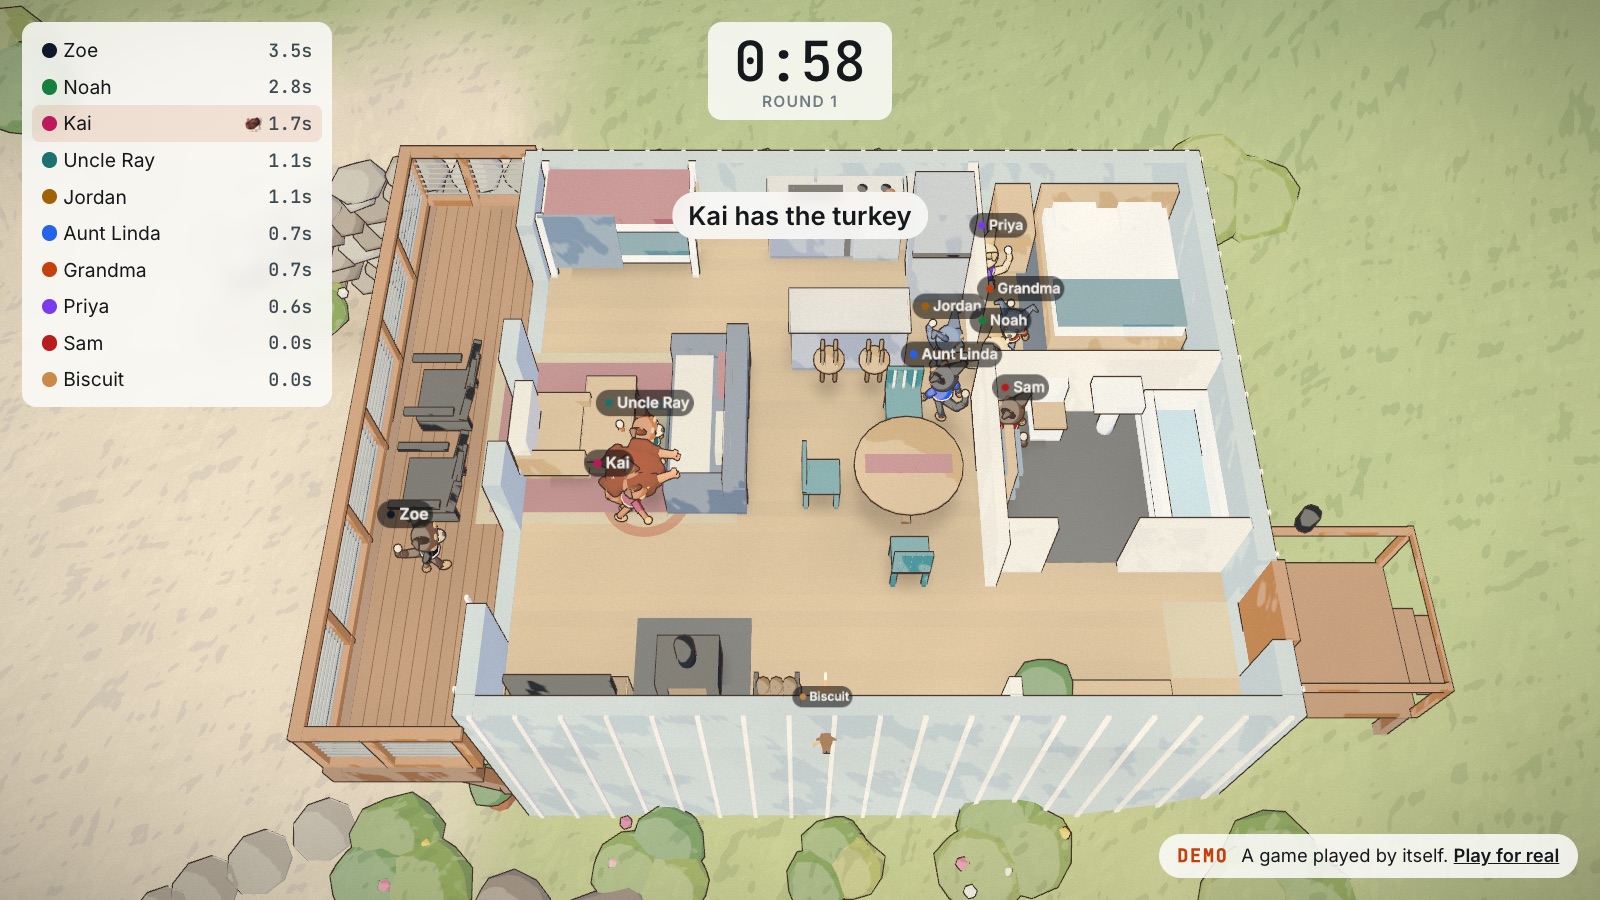 Zoe 3.5s
Noah 2.8s
Kai 1.7s
Uncle Ray 1.1s
Jordan 1.1s
Aunt Linda 0.7s
Grandma 0.7s
Priya 0.6s
Sam 0.0s
Biscuit 0.0s
0:58
ROUND 1
Kai has the turkey
Priya
Grandma
Jordan
Noah
Aunt Linda
Sam
Uncle Ray
Kai
Zoe
Biscuit
DEMO A game played by itself. Play for real